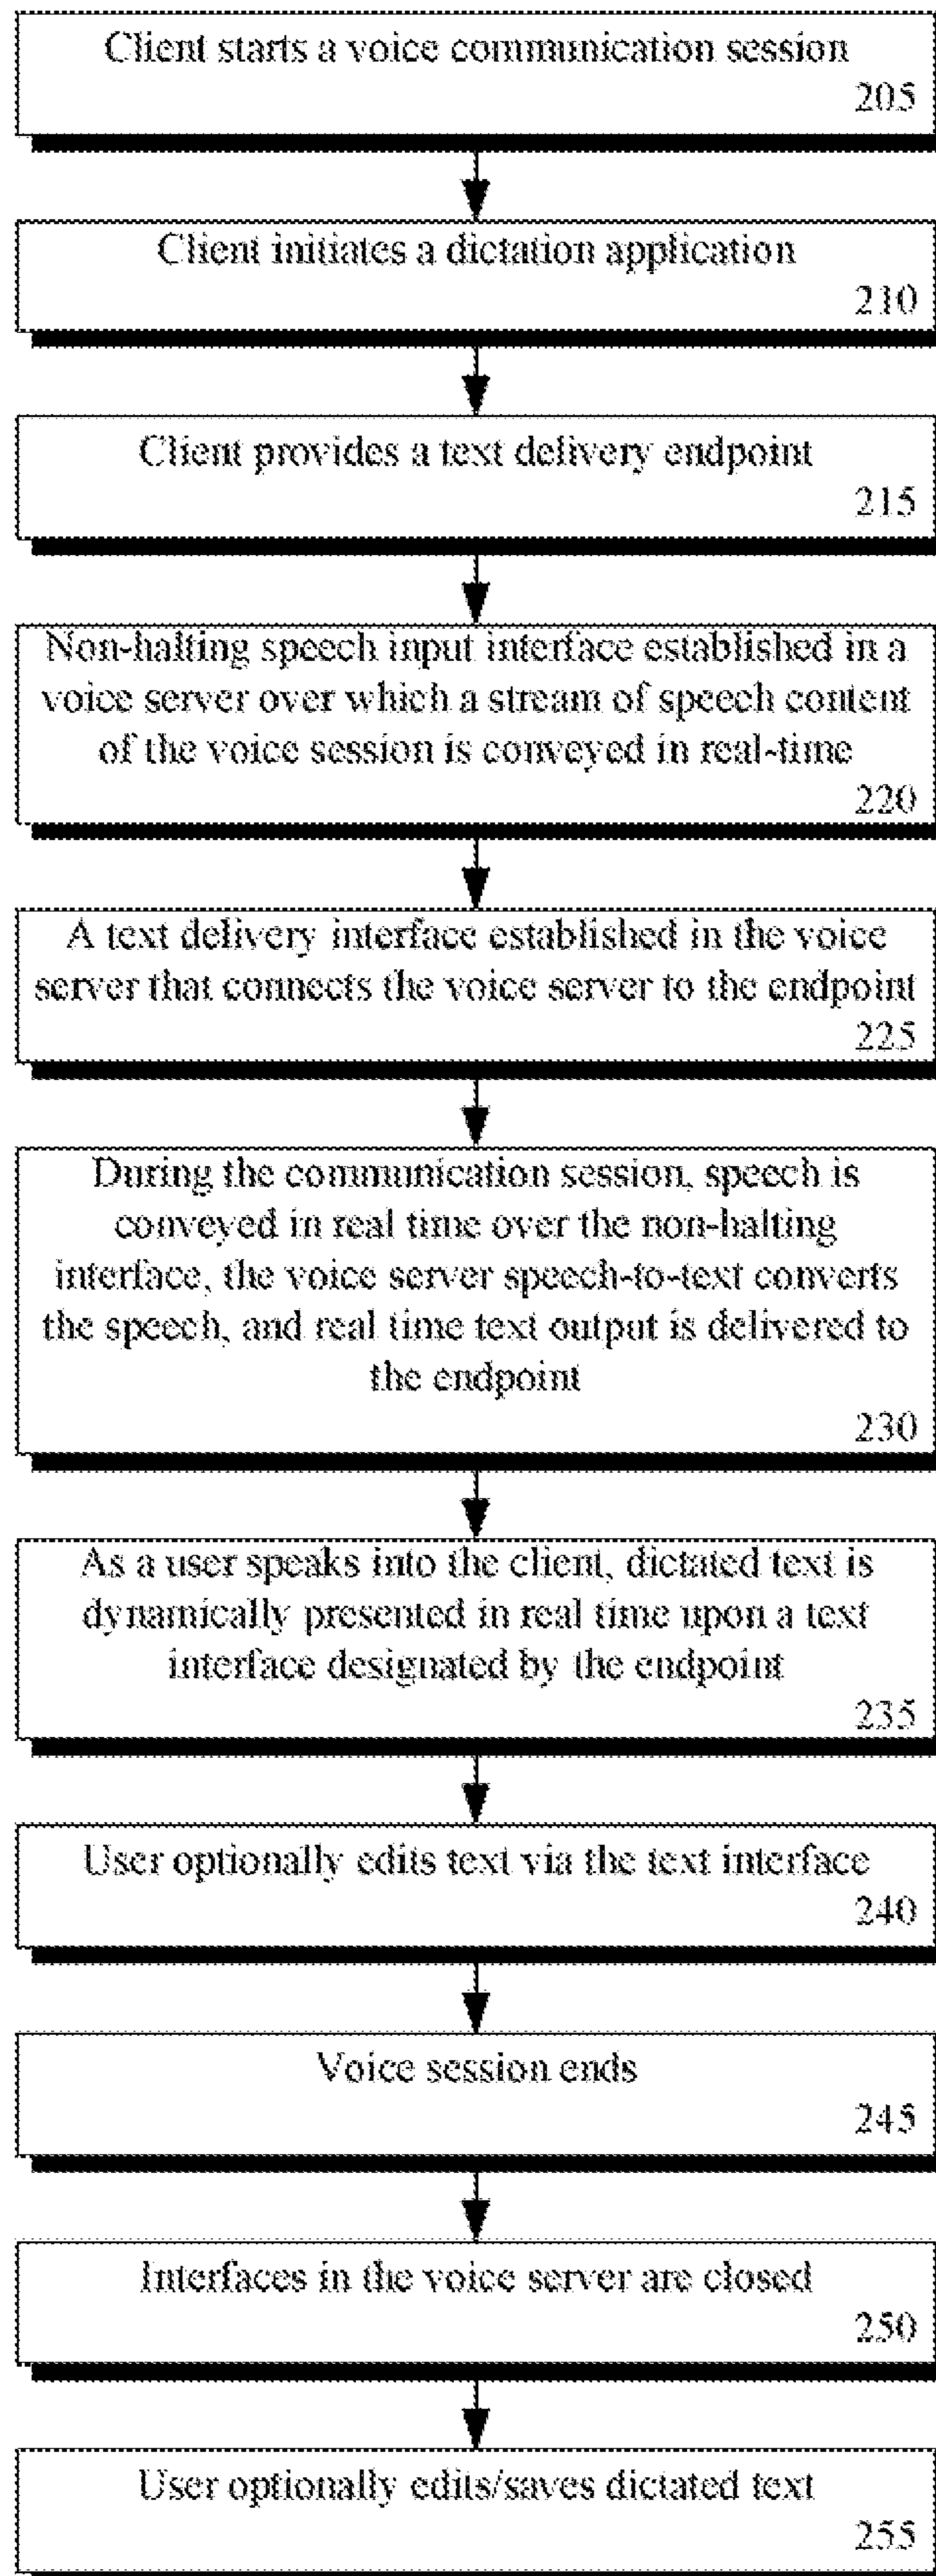 Client starts a voice communication session
205
Client initiates a dictation application
210
Client provides a text delivery endpoint
215
Non-halting speech input interface established in a
voice server over which a stream of speech content
of the voice session is conveyed in real-time
220
A text delivery interface established in the voice
server that connects the voice server to the endpoint
225
During the communication session, speech is
conveyed in real time over the non-halting
interface, the voice server speech-to-text converts
the speech, and real time text output is delivered to
the endpoint
230
As a user speaks into the client, dictated text is
dynamically presented in real time upon a text
interface designated by the endpoint
235
User optionally edits text via the text interface
240
Voice session ends
245
Interfaces in the voice server are closed
250
User optionally edits/saves dictated text
255